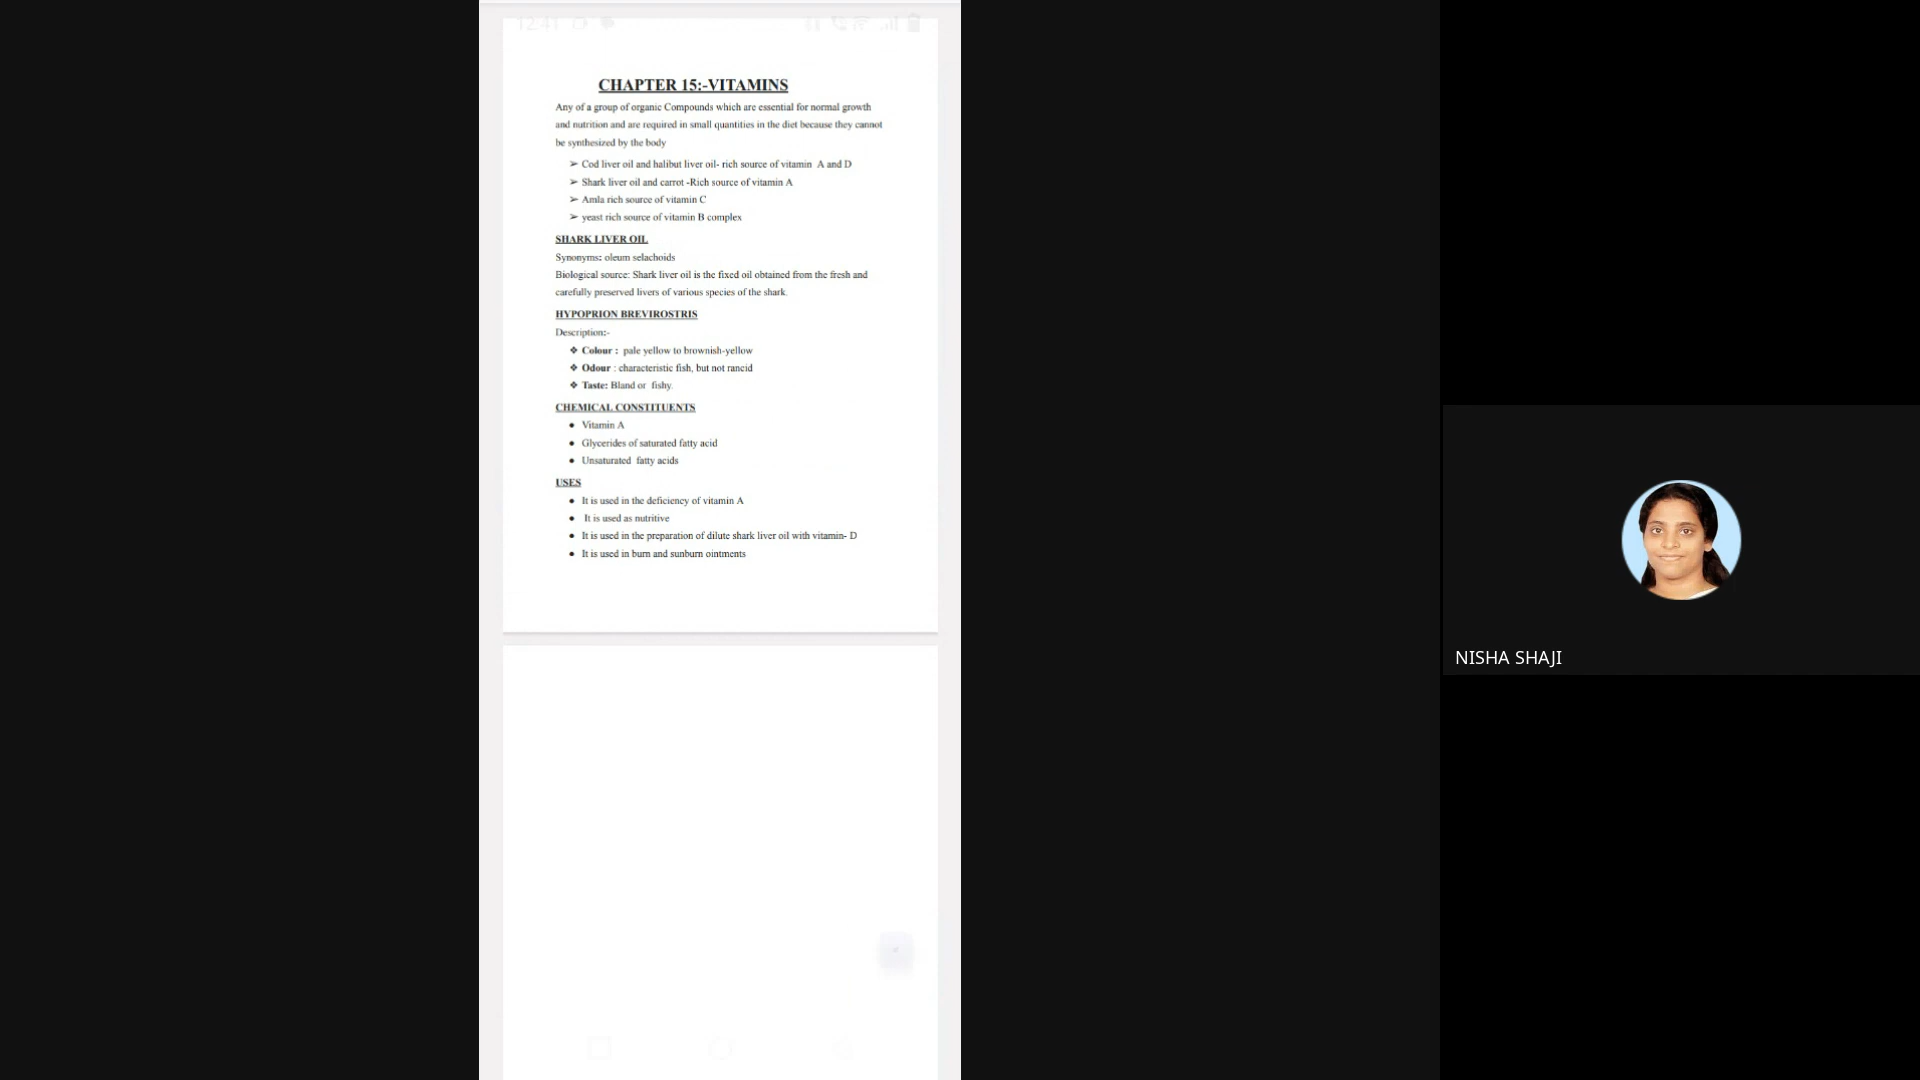 12:41
CHAPTER 15:-VITAMINS
Any of a group of organic Compounds which are essential for normal growth
and nutrition and are required in small quantities in the diet because they cannot
be synthesized by the body
➢ Cod liver oil and halibut liver oil- rich source of vitamin A and D
➢ Shark liver oil and carrot -Rich source of vitamin A
➢ Amla rich source of vitamin C
➢ yeast rich source of vitamin B complex
SHARK LIVER OIL
Synonyms: oleum selachoids
Biological source: Shark liver oil is the fixed oil obtained from the fresh and
carefully preserved livers of various species of the shark.
HYPOPRION BREVIROSTRIS
Description:-
❖ Colour : pale yellow to brownish-yellow
❖ Odour : characteristic fish, but not rancid
❖ Taste: Bland or fishy.
CHEMICAL CONSTITUENTS
● Vitamin A
● Glycerides of saturated fatty acid
● Unsaturated fatty acids
USES
● It is used in the deficiency of vitamin A
● It is used as nutritive
● It is used in the preparation of dilute shark liver oil with vitamin- D
● It is used in burn and sunburn ointments
NISHA SHAJI